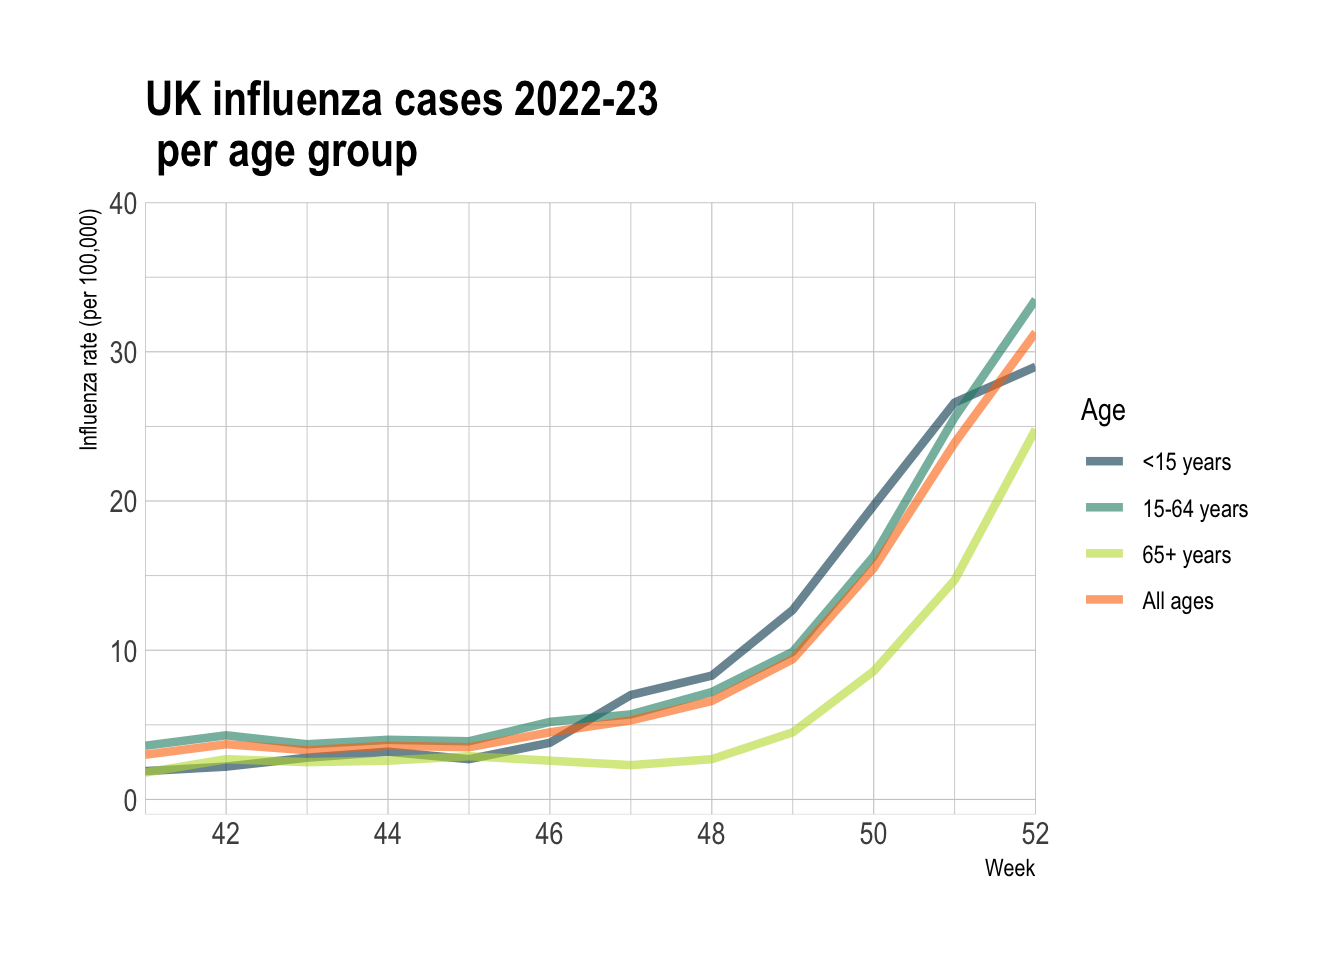 UK influenza cases 2022-23
per age group
Influenza rate (per 100,000)
40
30
20
10
0
42 44 46 48 50 52
Week
Age
<15 years
15-64 years
65+ years
All ages